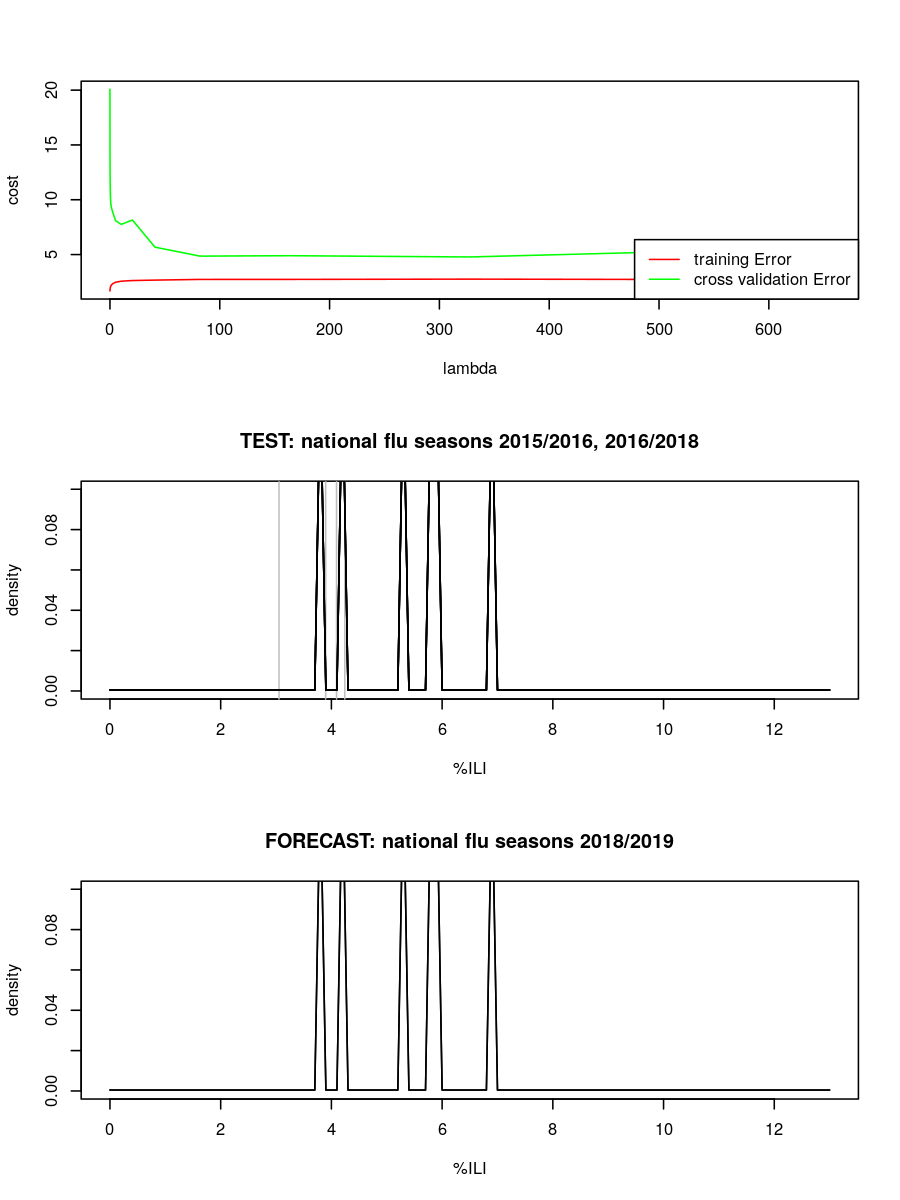 20
15
10
5
cost
training Error
cross validation Error
0 100 200 300 400 500 600
lambda
TEST: national flu seasons 2015/2016, 2016/2018
0.08
0.04
0.00
density
0 2 4 6 8 10 12
%ILI
FORECAST: national flu seasons 2018/2019
0.08
0.04
0.00
density
0 2 4 6 8 10 12
%ILI